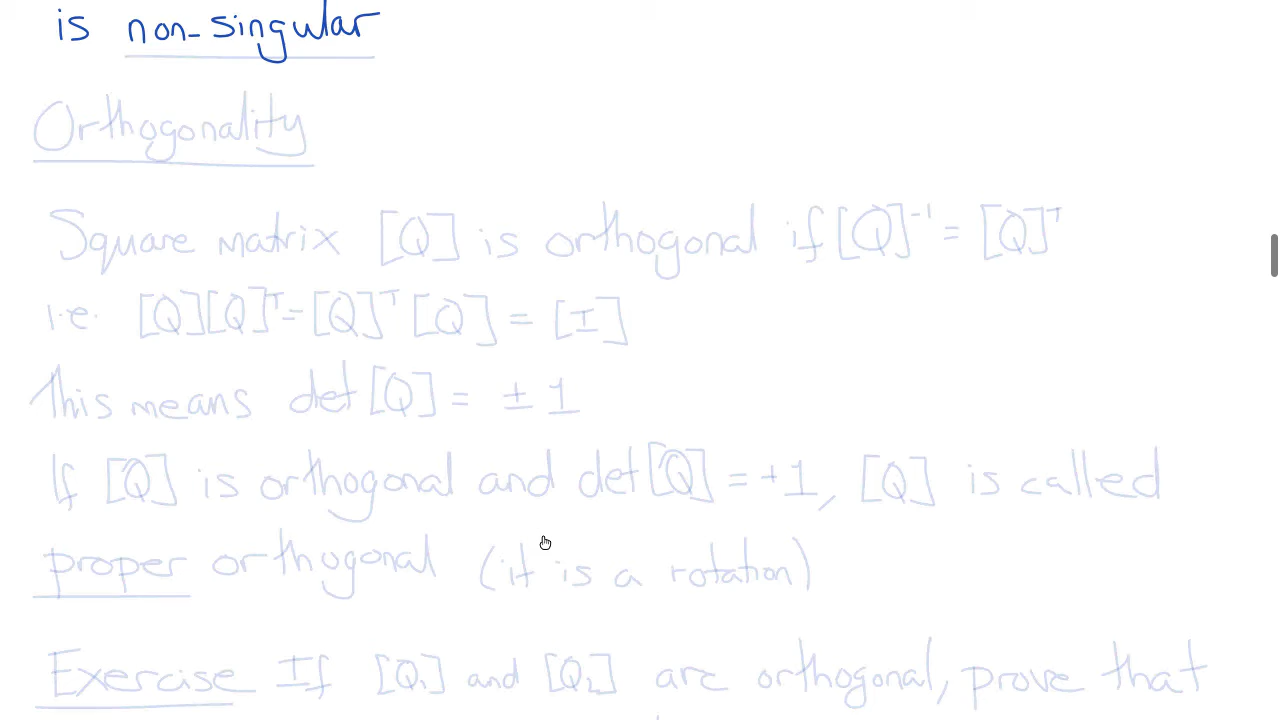 is non-singular
Orthogonality
Square matrix [Q] is orthogonal if [Q]⁻¹ = [Q]ᵀ
i.e. [Q][Q]ᵀ = [Q]ᵀ[Q] = [I]
This means det[Q] = ± 1
If [Q] is orthogonal and det[Q] = +1, [Q] is called
proper orthogonal (it is a rotation)
Exercise If [Q₁] and [Q₂] are orthogonal, prove that